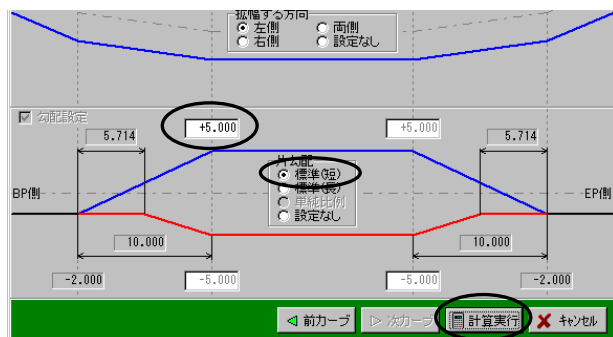 拡幅する方向
左側 両側
右側 設定なし
勾配設定
+5.000 +5.000
5.714 5.714
片勾配
標準(短)
標準(長)
単純比例
設定なし
BP側 EP側
10.000 10.000
-2.000 -5.000 -5.000 -2.000
前カーブ 次カーブ 計算実行 キャンセル